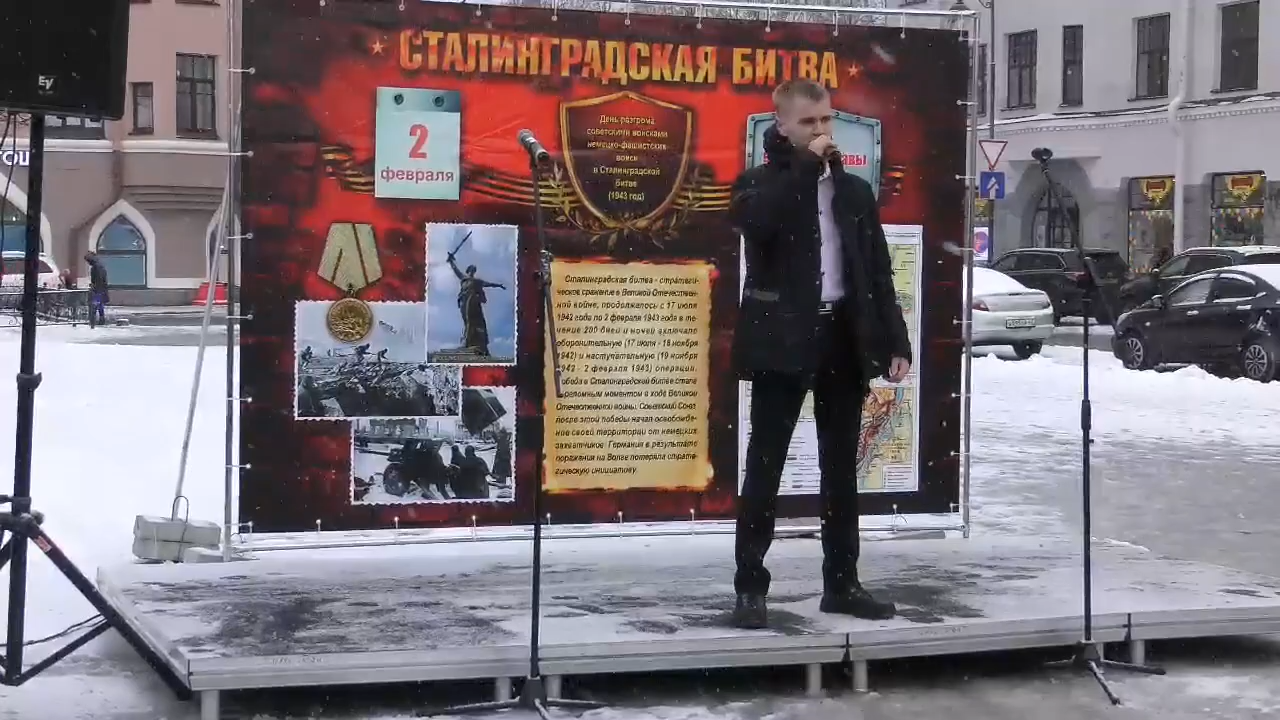 СТАЛИНГРАДСКАЯ БИТВА
2
февраля
День разгрома
советскими войсками
немецко-фашистских
войск
в Сталинградской
битве
(1943 год)
Сталинградская битва - стратеги-
ческое сражение в Великой Отечествен-
ной войне, продолжалось с 17 июля
1942 года по 2 февраля 1943 года в те-
чение 200 дней и ночей включало
оборонительную (17 июля - 18 ноября
1942) и наступательную (19 ноября
1942 - 2 февраля 1943) операции.
обеда в Сталинградской битве стала
ереломным моментом в ходе Великой
Отечественной войны. Советский Союз
после этой победы начал освобожде-
ние своей территории от немецких
захватчиков. Германия в результате
поражения на Волге потеряла страте-
гическую инициативу.
EV